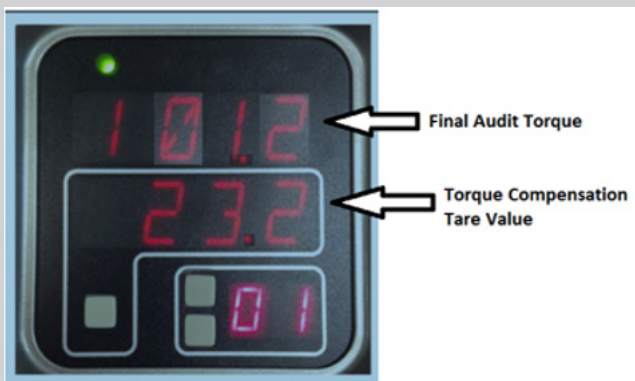 101.2
Final Audit Torque
23.2
Torque Compensation
Tare Value
01